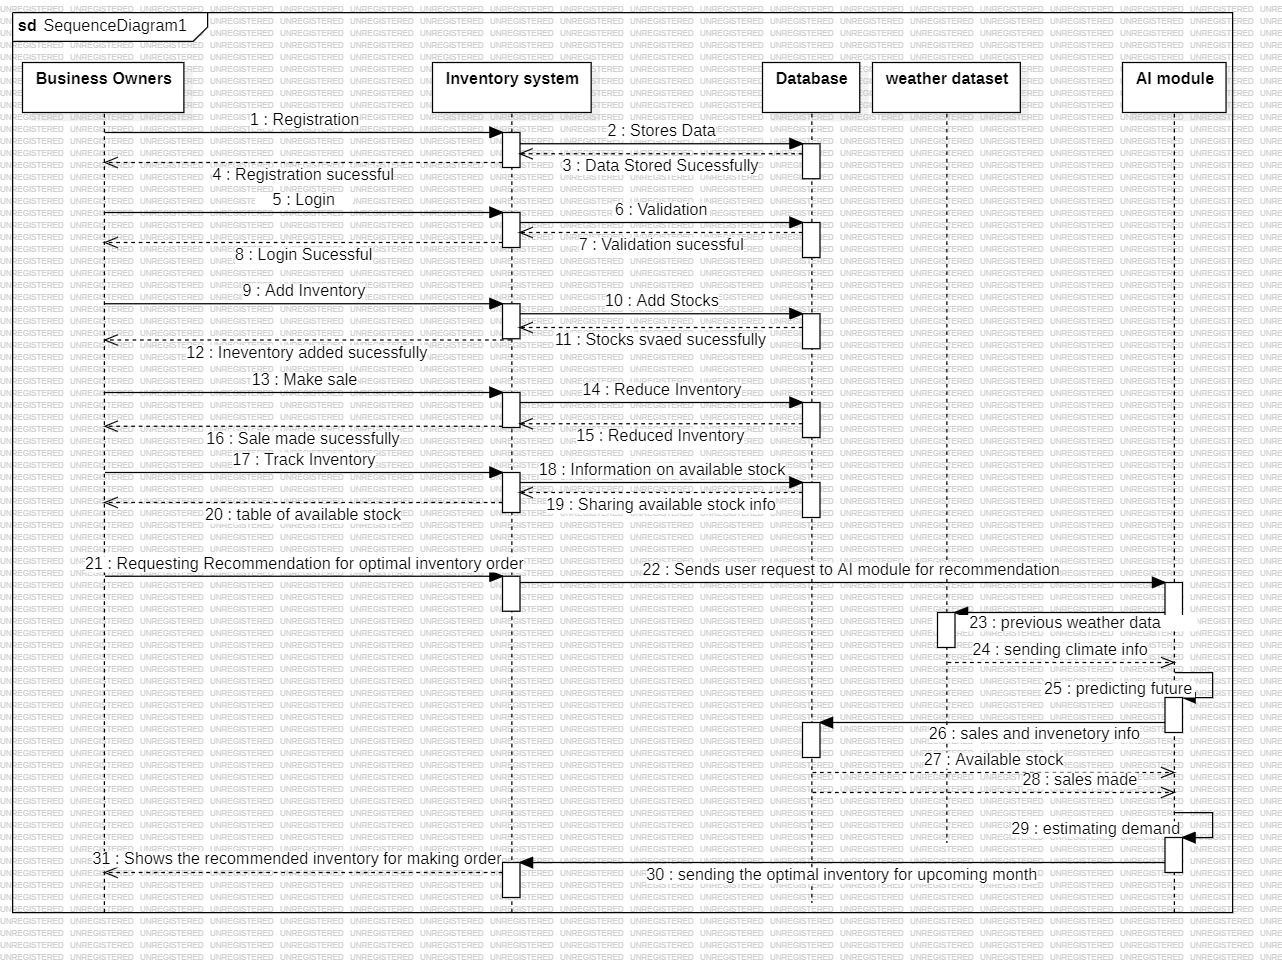 sd SequenceDiagram1
Business Owners
Inventory system
Database
weather dataset
AI module
1 : Registration
2 : Stores Data
3 : Data Stored Sucessfully
4 : Registration sucessful
5 : Login
6 : Validation
7 : Validation sucessful
8 : Login Sucessful
9 : Add Inventory
10 : Add Stocks
11 : Stocks svaed sucessfully
12 : Ineventory added sucessfully
13 : Make sale
14 : Reduce Inventory
15 : Reduced Inventory
16 : Sale made sucessfully
17 : Track Inventory
18 : Information on available stock
19 : Sharing available stock info
20 : table of available stock
21 : Requesting Recommendation for optimal inventory order
22 : Sends user request to AI module for recommendation
23 : previous weather data
24 : sending climate info
25 : predicting future
26 : sales and invenetory info
27 : Available stock
28 : sales made
29 : estimating demand
30 : sending the optimal inventory for upcoming month
31 : Shows the recommended inventory for making order
UNREGISTERED